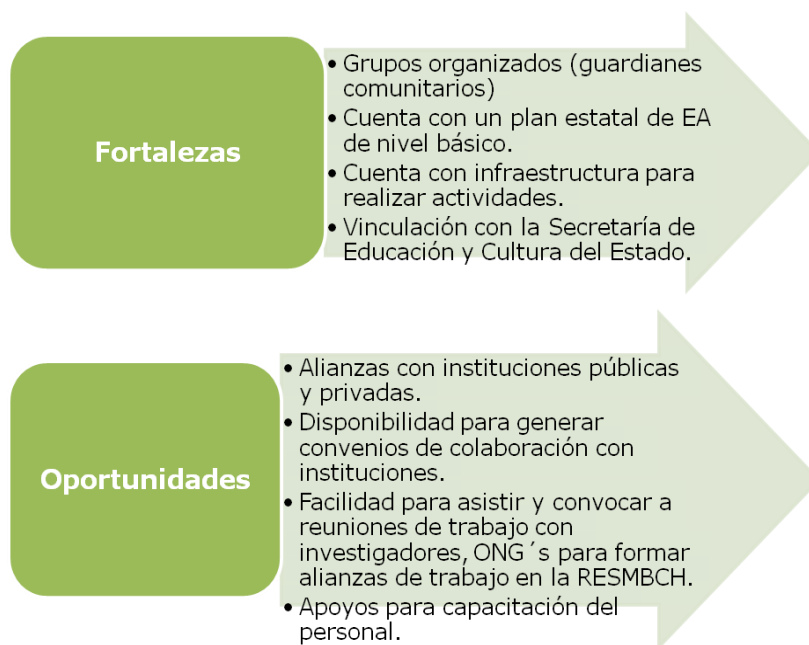 Fortalezas
• Grupos organizados (guardianes
comunitarios)
• Cuenta con un plan estatal de EA
de nivel básico.
• Cuenta con infraestructura para
realizar actividades.
• Vinculación con la Secretaría de
Educación y Cultura del Estado.
Oportunidades
• Alianzas con instituciones públicas
y privadas.
• Disponibilidad para generar
convenios de colaboración con
instituciones.
• Facilidad para asistir y convocar a
reuniones de trabajo con
investigadores, ONG´s para formar
alianzas de trabajo en la RESMBCH.
• Apoyos para capacitación del
personal.